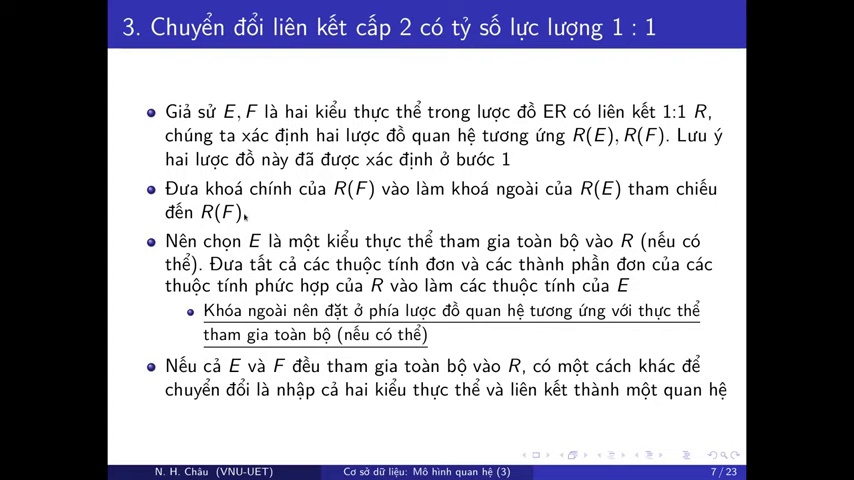 3. Chuyển đổi liên kết cấp 2 có tỷ số lực lượng 1 : 1
Giả sử E, F là hai kiểu thực thể trong lược đồ ER có liên kết 1:1 R,
chúng ta xác định hai lược đồ quan hệ tương ứng R(E), R(F). Lưu ý
hai lược đồ này đã được xác định ở bước 1
Đưa khoá chính của R(F) vào làm khoá ngoài của R(E) tham chiếu
đến R(F).
Nên chọn E là một kiểu thực thể tham gia toàn bộ vào R (nếu có
thể). Đưa tất cả các thuộc tính đơn và các thành phần đơn của các
thuộc tính phức hợp của R vào làm các thuộc tính của E
Khóa ngoài nên đặt ở phía lược đồ quan hệ tương ứng với thực thể
tham gia toàn bộ (nếu có thể)
Nếu cả E và F đều tham gia toàn bộ vào R, có một cách khác để
chuyển đổi là nhập cả hai kiểu thực thể và liên kết thành một quan hệ
N. H. Châu (VNU-UET) Cơ sở dữ liệu: Mô hình quan hệ (3) 7 / 23